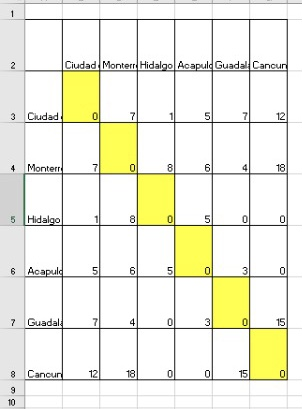 1
2 Ciudad Monterr Hidalgo Acapulc Guadala Cancun
3 Ciudad 0 7 1 5 7 12
4 Monterr 7 0 8 6 4 18
5 Hidalgo 1 8 0 5 0 0
6 Acapulc 5 6 5 0 3 0
7 Guadala 7 4 0 3 0 15
8 Cancun 12 18 0 0 15 0
9
10